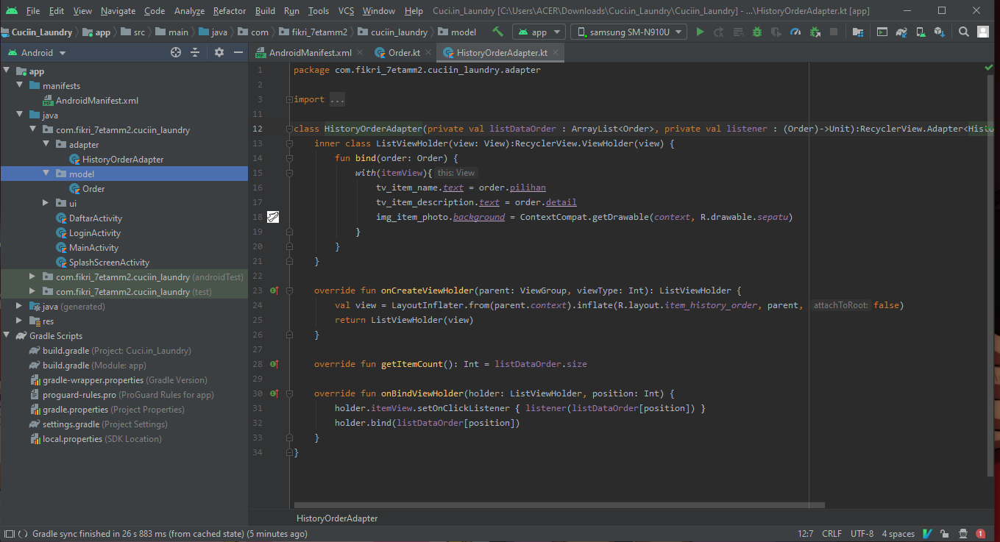 File Edit View Navigate Code Analyze Refactor Build Run Tools VCS Window Help Cuci.in_Laundry [C:\Users\ACER\Downloads\Cuci.in_Laundry\Cuciin_Laundry] - ...\HistoryOrderAdapter.kt [app]
Cuciin_Laundry app src main java com fikri_7etamm2 cuciin_laundry model app samsung SM-N910U
Android AndroidManifest.xml Order.kt HistoryOrderAdapter.kt
app
manifests
AndroidManifest.xml
java
com.fikri_7etamm2.cuciin_laundry
adapter
HistoryOrderAdapter
model
Order
ui
DaftarActivity
LoginActivity
MainActivity
SplashScreenActivity
com.fikri_7etamm2.cuciin_laundry (androidTest)
com.fikri_7etamm2.cuciin_laundry (test)
java (generated)
res
Gradle Scripts
build.gradle (Project: Cuci.in_Laundry)
build.gradle (Module: app)
gradle-wrapper.properties (Gradle Version)
proguard-rules.pro (ProGuard Rules for app)
gradle.properties (Project Properties)
settings.gradle (Project Settings)
local.properties (SDK Location)
1 package com.fikri_7etamm2.cuciin_laundry.adapter
2
3 import ...
11
12 class HistoryOrderAdapter(private val listDataOrder : ArrayList<Order>, private val listener : (Order)->Unit):RecyclerView.Adapter<Histo
13 inner class ListViewHolder(view: View):RecyclerView.ViewHolder(view) {
14 fun bind(order: Order) {
15 with(itemView){ this: View
16 tv_item_name.text = order.pilihan
17 tv_item_description.text = order.detail
18 img_item_photo.background = ContextCompat.getDrawable(context, R.drawable.sepatu)
19 }
20 }
21 }
22
23 override fun onCreateViewHolder(parent: ViewGroup, viewType: Int): ListViewHolder {
24 val view = LayoutInflater.from(parent.context).inflate(R.layout.item_history_order, parent, attachToRoot: false)
25 return ListViewHolder(view)
26 }
27
28 override fun getItemCount(): Int = listDataOrder.size
29
30 override fun onBindViewHolder(holder: ListViewHolder, position: Int) {
31 holder.itemView.setOnClickListener { listener(listDataOrder[position]) }
32 holder.bind(listDataOrder[position])
33 }
34 }
HistoryOrderAdapter
Gradle sync finished in 26 s 883 ms (from cached state) (5 minutes ago) 12:7 CRLF UTF-8 4 spaces 1